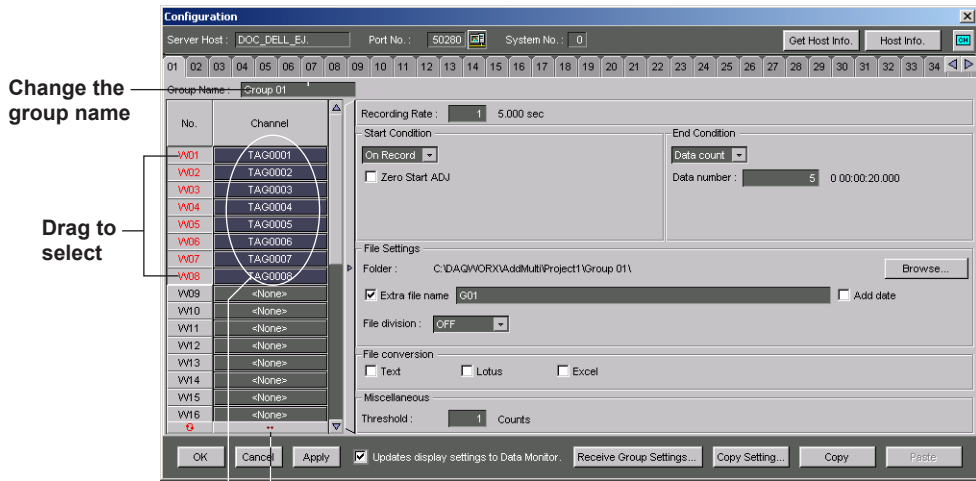 Configuration
Server Host : DOC_DELL_EJ. Port No. : 50280 System No. : 0 Get Host Info. Host Info.
01 02 03 04 05 06 07 08 09 10 11 12 13 14 15 16 17 18 19 20 21 22 23 24 25 26 27 28 29 30 31 32 33 34
Change the
group name
Group Name : Group 01
No. Channel
Recording Rate : 1 5.000 sec
Start Condition
On Record
Zero Start ADJ
End Condition
Data count
Data number : 5 0 00:00:20.000
Drag to
select
W01 TAG0001
W02 TAG0002
W03 TAG0003
W04 TAG0004
W05 TAG0005
W06 TAG0006
W07 TAG0007
W08 TAG0008
W09 <None>
W10 <None>
W11 <None>
W12 <None>
W13 <None>
W14 <None>
W15 <None>
W16 <None>
File Settings
Folder : C:\DAQWORX\AddMulti\Project1\Group 01\ Browse...
Extra file name G01 Add date
File division : OFF
File conversion
Text Lotus Excel
Miscellaneous
Threshold : 1 Counts
OK Cancel Apply Updates display settings to Data Monitor. Receive Group Settings... Copy Setting... Copy Paste